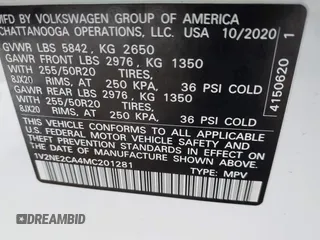 MFD BY VOLKSWAGEN GROUP OF AMERICA
CHATTANOOGA OPERATIONS, LLC. USA 10/2020
GVWR LBS 5842, KG 2650
GAWR FRONT LBS 2976, KG 1350
WITH 255/50R20 TIRES,
8JX20 RIMS, AT 250 KPA, 36 PSI COLD
GAWR REAR LBS 2976, KG 1350
WITH 255/50R20 TIRES,
8JX20 RIMS, AT 250 KPA, 36 PSI COLD
THIS VEHICLE CONFORMS TO ALL APPLICABLE
U.S. FEDERAL MOTOR VEHICLE SAFETY
STANDARDS IN EFFECT ON THE
DATE OF MANUFACTURE SHOWN ABOVE.
1V2NE2CA4MC201281
TYPE: MPV
4150620 1
IBIDSAFELY